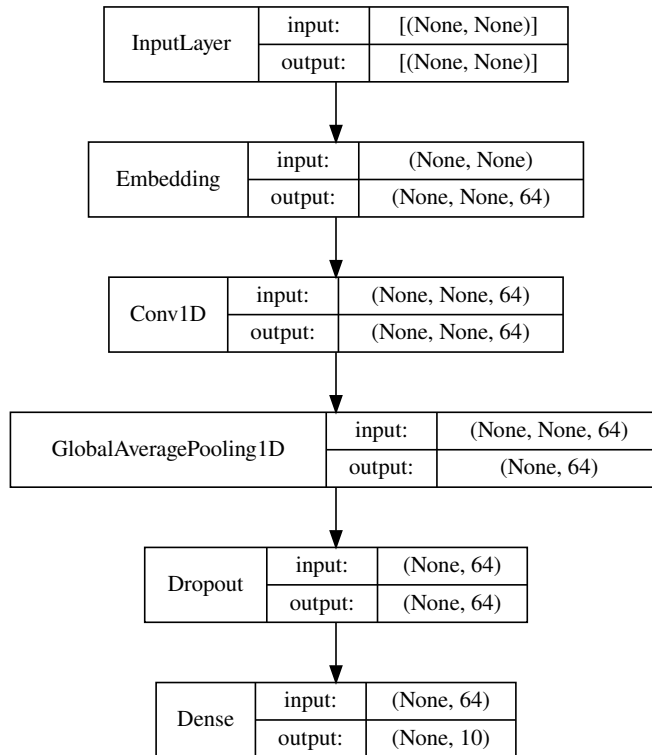 InputLayer
input: [(None, None)]
output: [(None, None)]
Embedding
input: (None, None)
output: (None, None, 64)
Conv1D
input: (None, None, 64)
output: (None, None, 64)
GlobalAveragePooling1D
input: (None, None, 64)
output: (None, 64)
Dropout
input: (None, 64)
output: (None, 64)
Dense
input: (None, 64)
output: (None, 10)